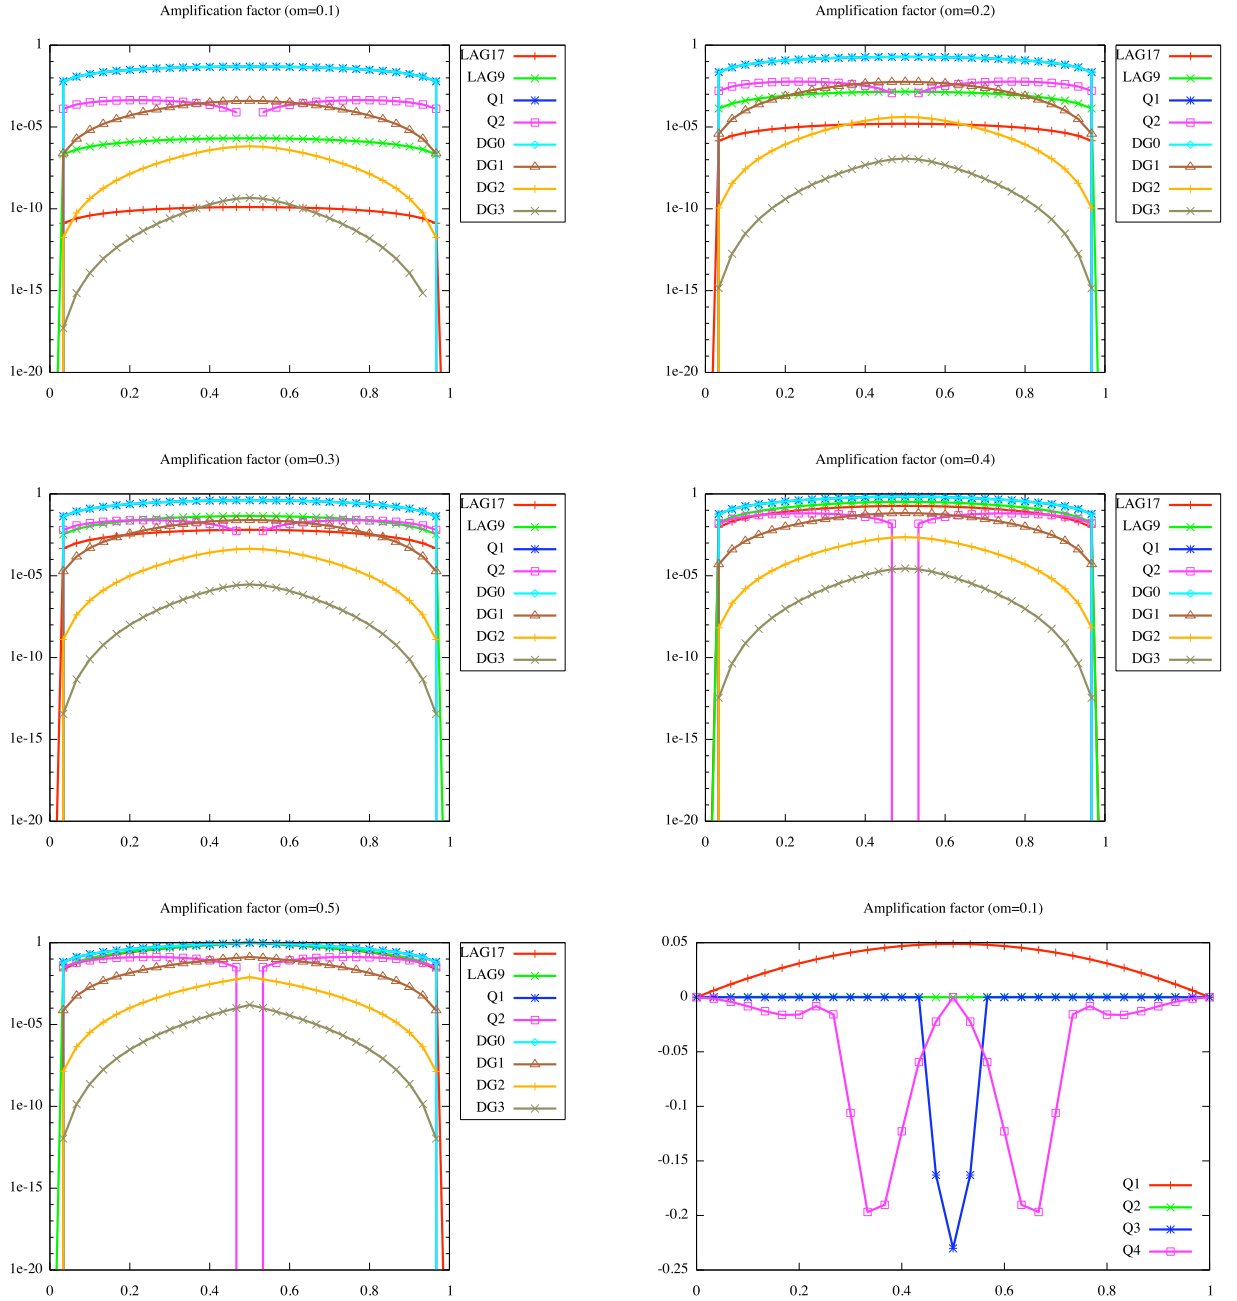 Amplification factor (om=0.1)
1
1e-05
1e-10
1e-15
1e-20
0 0.2 0.4 0.6 0.8 1
LAG17
LAG9
Q1
Q2
DG0
DG1
DG2
DG3
Amplification factor (om=0.2)
1
1e-05
1e-10
1e-15
1e-20
0 0.2 0.4 0.6 0.8 1
LAG17
LAG9
Q1
Q2
DG0
DG1
DG2
DG3
Amplification factor (om=0.3)
1
1e-05
1e-10
1e-15
1e-20
0 0.2 0.4 0.6 0.8 1
LAG17
LAG9
Q1
Q2
DG0
DG1
DG2
DG3
Amplification factor (om=0.4)
1
1e-05
1e-10
1e-15
1e-20
0 0.2 0.4 0.6 0.8 1
LAG17
LAG9
Q1
Q2
DG0
DG1
DG2
DG3
Amplification factor (om=0.5)
1
1e-05
1e-10
1e-15
1e-20
0 0.2 0.4 0.6 0.8 1
LAG17
LAG9
Q1
Q2
DG0
DG1
DG2
DG3
Amplification factor (om=0.1)
0.05
0
-0.05
-0.1
-0.15
-0.2
-0.25
0 0.2 0.4 0.6 0.8 1
Q1
Q2
Q3
Q4